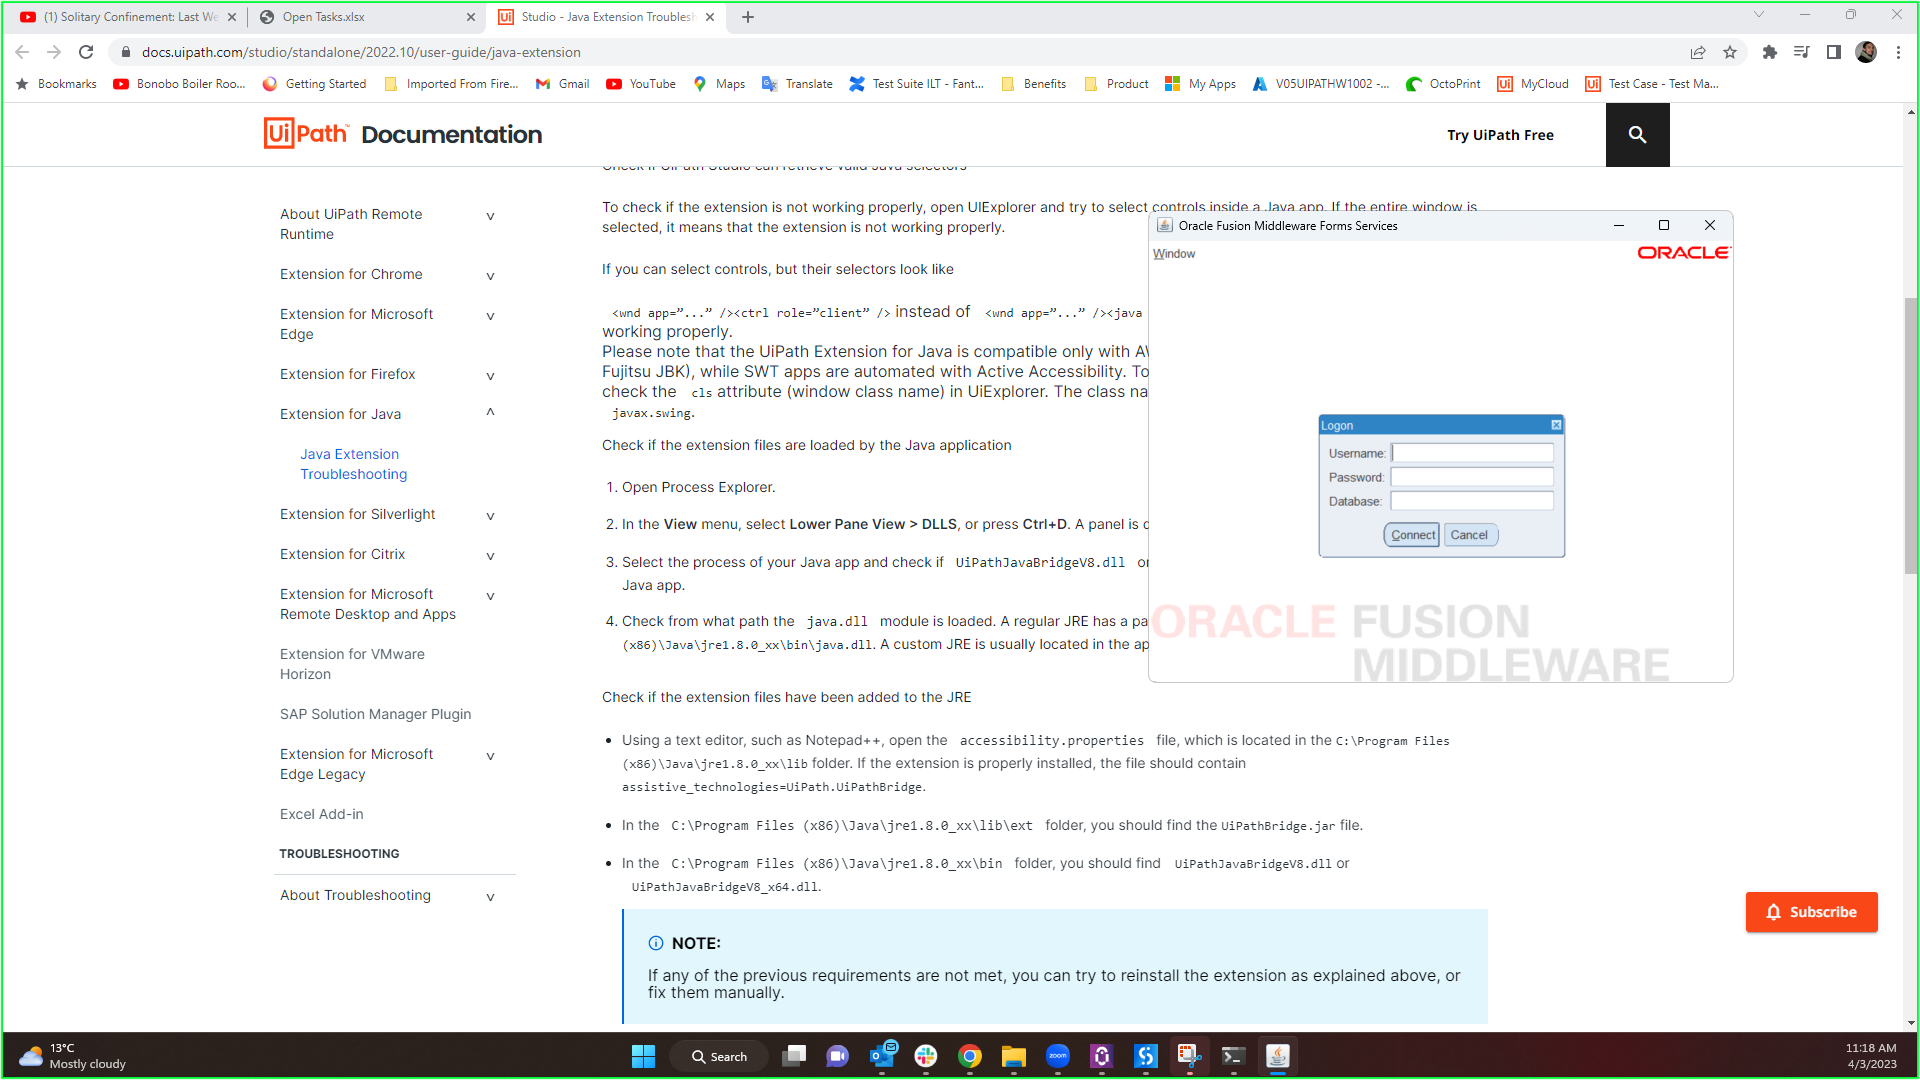 (1) Solitary Confinement: Last We
Open Tasks.xlsx
Studio - Java Extension Troublesh
docs.uipath.com/studio/standalone/2022.10/user-guide/java-extension
Bookmarks
Bonobo Boiler Roo...
Getting Started
Imported From Fire...
Gmail
YouTube
Maps
Translate
Test Suite ILT - Fant...
Benefits
Product
My Apps
V05UIPATHW1002 -...
OctoPrint
MyCloud
Test Case - Test Ma...
UiPath Documentation
Try UiPath Free
About UiPath Remote
Runtime
Extension for Chrome
Extension for Microsoft
Edge
Extension for Firefox
Extension for Java
Java Extension
Troubleshooting
Extension for Silverlight
Extension for Citrix
Extension for Microsoft
Remote Desktop and Apps
Extension for VMware
Horizon
SAP Solution Manager Plugin
Extension for Microsoft
Edge Legacy
Excel Add-in
TROUBLESHOOTING
About Troubleshooting
Check if UiPath Studio can retrieve valid Java selectors
To check if the extension is not working properly, open UIExplorer and try to select controls inside a Java app. If the entire window is
selected, it means that the extension is not working properly.
If you can select controls, but their selectors look like
<wnd app=”...” /><ctrl role=”client” /> instead of <wnd app=”...” /><java
working properly.
Please note that the UiPath Extension for Java is compatible only with AW
Fujitsu JBK), while SWT apps are automated with Active Accessibility. To
check the cls attribute (window class name) in UiExplorer. The class na
javax.swing.
Check if the extension files are loaded by the Java application
1. Open Process Explorer.
2. In the View menu, select Lower Pane View > DLLS, or press Ctrl+D. A panel is
3. Select the process of your Java app and check if UiPathJavaBridgeV8.dll or
Java app.
4. Check from what path the java.dll module is loaded. A regular JRE has a pa
(x86)\Java\jre1.8.0_xx\bin\java.dll. A custom JRE is usually located in the ap
Check if the extension files have been added to the JRE
• Using a text editor, such as Notepad++, open the accessibility.properties file, which is located in the C:\Program Files
(x86)\Java\jre1.8.0_xx\lib folder. If the extension is properly installed, the file should contain
assistive_technologies=UiPath.UiPathBridge.
• In the C:\Program Files (x86)\Java\jre1.8.0_xx\lib\ext folder, you should find the UiPathBridge.jar file.
• In the C:\Program Files (x86)\Java\jre1.8.0_xx\bin folder, you should find UiPathJavaBridgeV8.dll or
UiPathJavaBridgeV8_x64.dll.
NOTE:
If any of the previous requirements are not met, you can try to reinstall the extension as explained above, or
fix them manually.
Oracle Fusion Middleware Forms Services
Window
ORACLE
Logon
Username:
Password:
Database:
Connect
Cancel
ORACLE FUSION
MIDDLEWARE
Subscribe
13°C
Mostly cloudy
Search
zoom
11:18 AM
4/3/2023